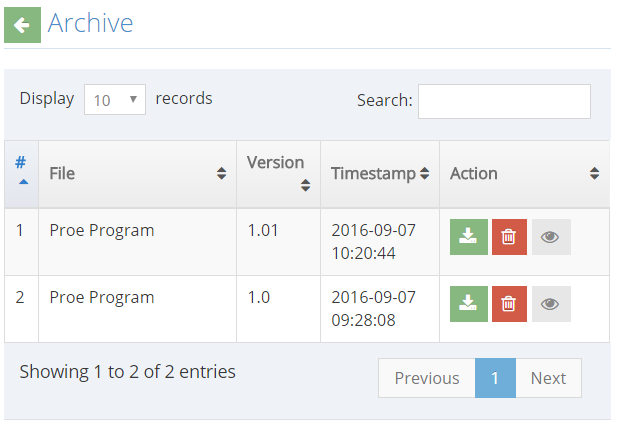 Archive
Display 10 records Search:
# File Version Timestamp Action
1 Proe Program 1.01 2016-09-07
10:20:44
2 Proe Program 1.0 2016-09-07
09:28:08
Showing 1 to 2 of 2 entries Previous 1 Next